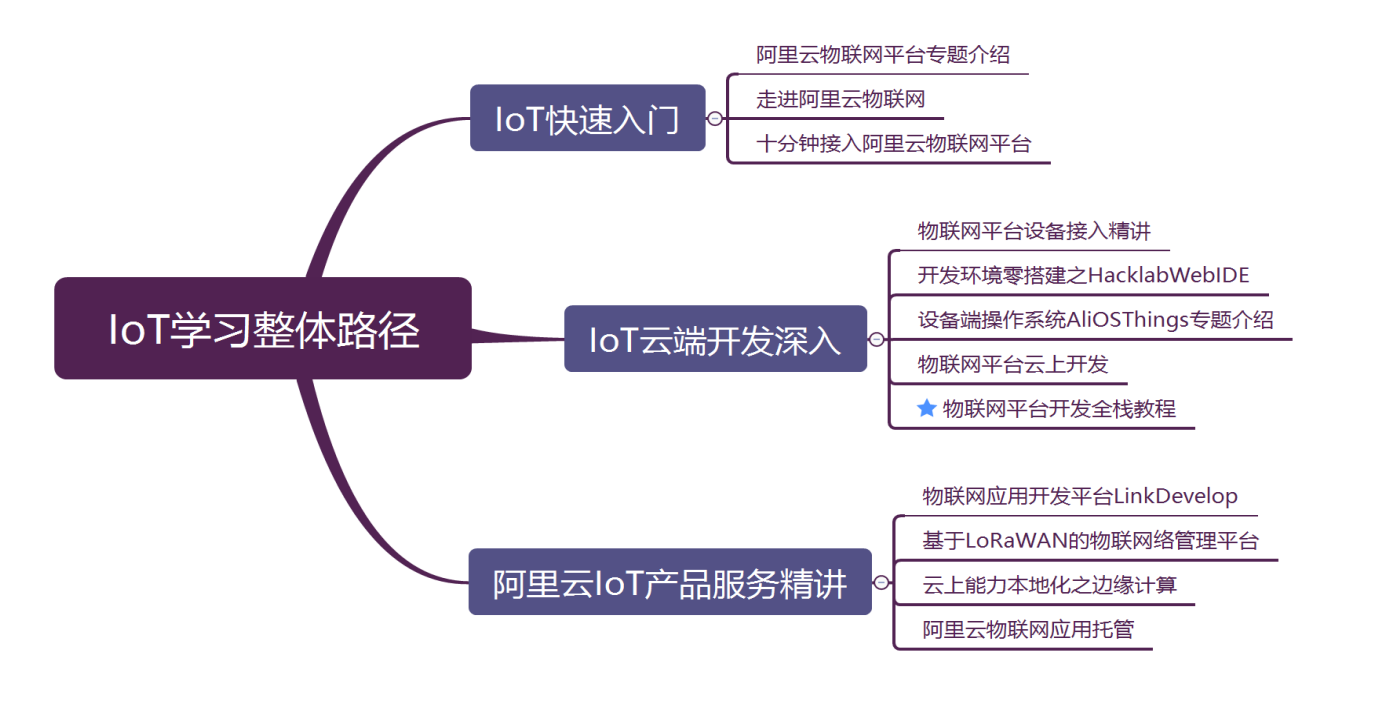 IoT学习整体路径
IoT快速入门
阿里云物联网平台专题介绍
走进阿里云物联网
十分钟接入阿里云物联网平台
IoT云端开发深入
物联网平台设备接入精讲
开发环境零搭建之HacklabWebIDE
设备端操作系统AliOSThings专题介绍
物联网平台云上开发
物联网平台开发全栈教程
阿里云IoT产品服务精讲
物联网应用开发平台LinkDevelop
基于LoRaWAN的物联网络管理平台
云上能力本地化之边缘计算
阿里云物联网应用托管